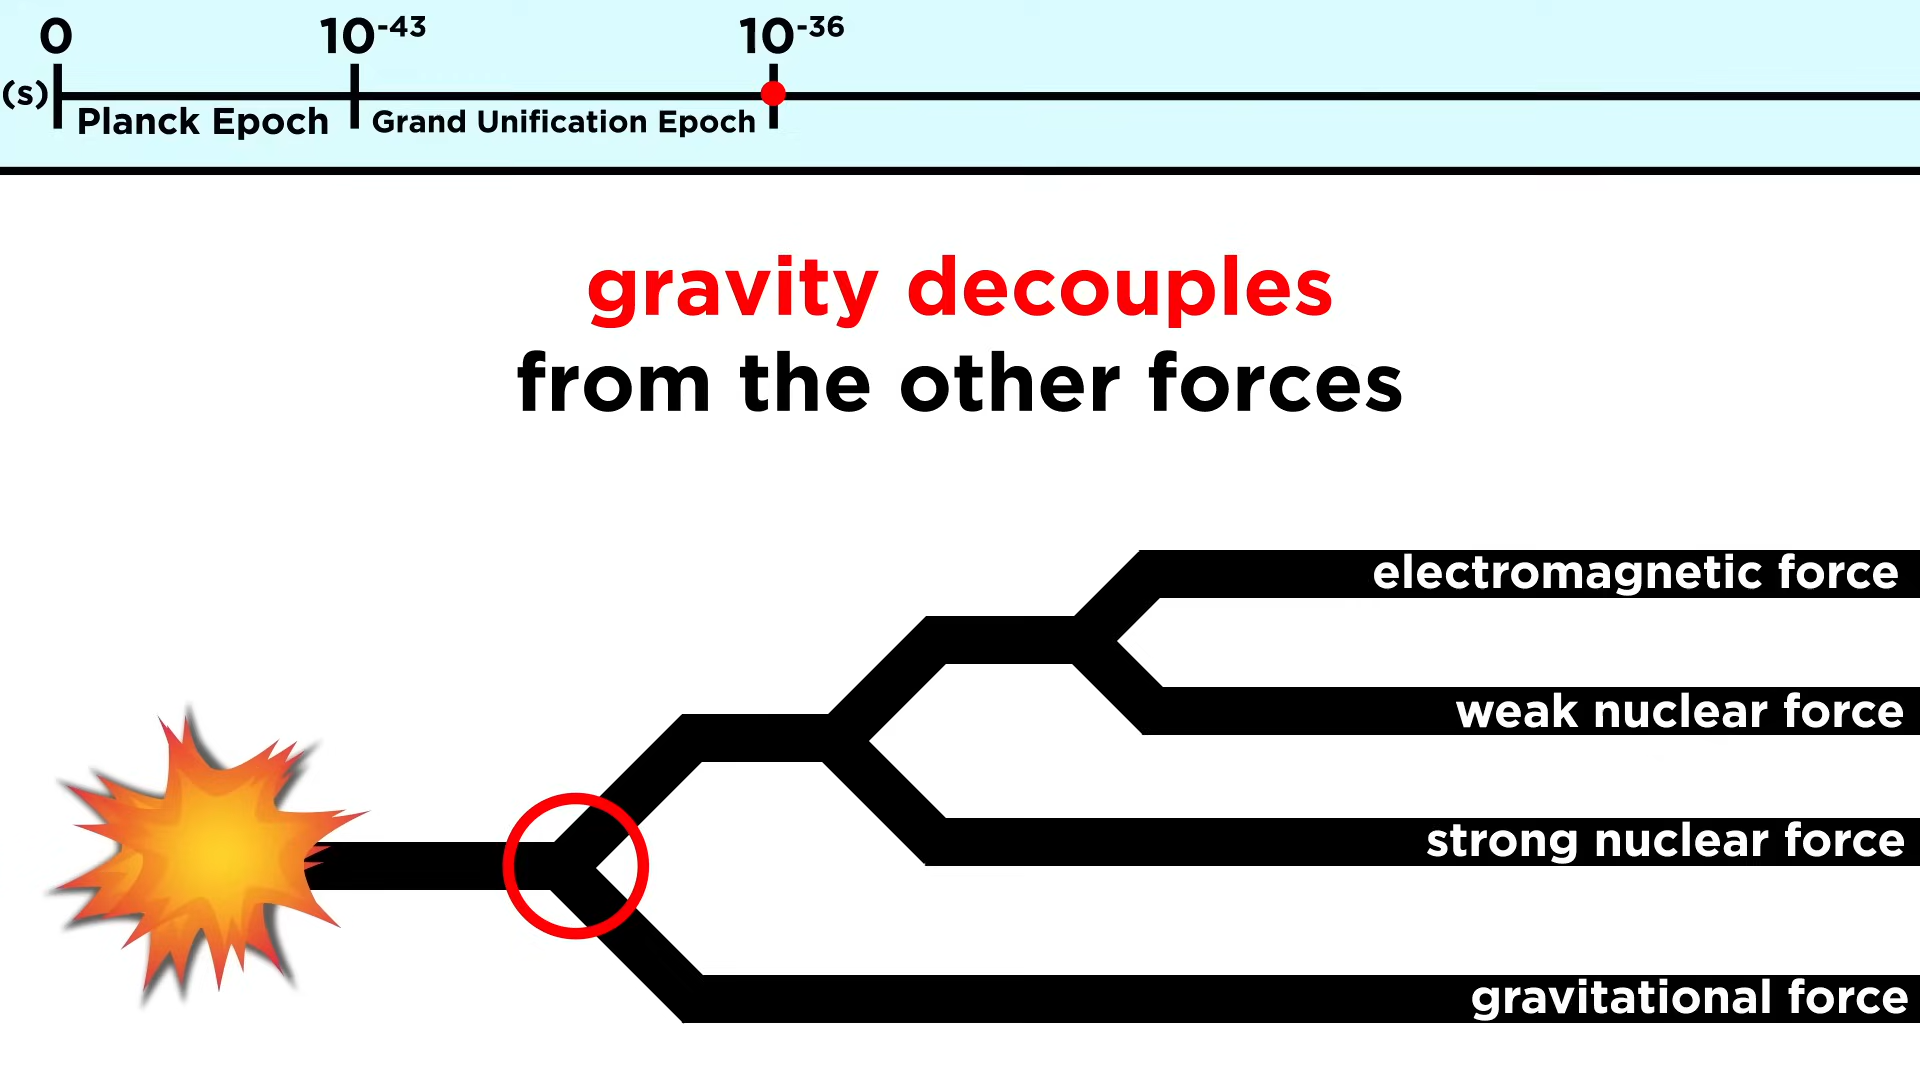 0 10⁻⁴³ 10⁻³⁶
(s)
Planck Epoch Grand Unification Epoch
gravity decouples
from the other forces
electromagnetic force
weak nuclear force
strong nuclear force
gravitational force